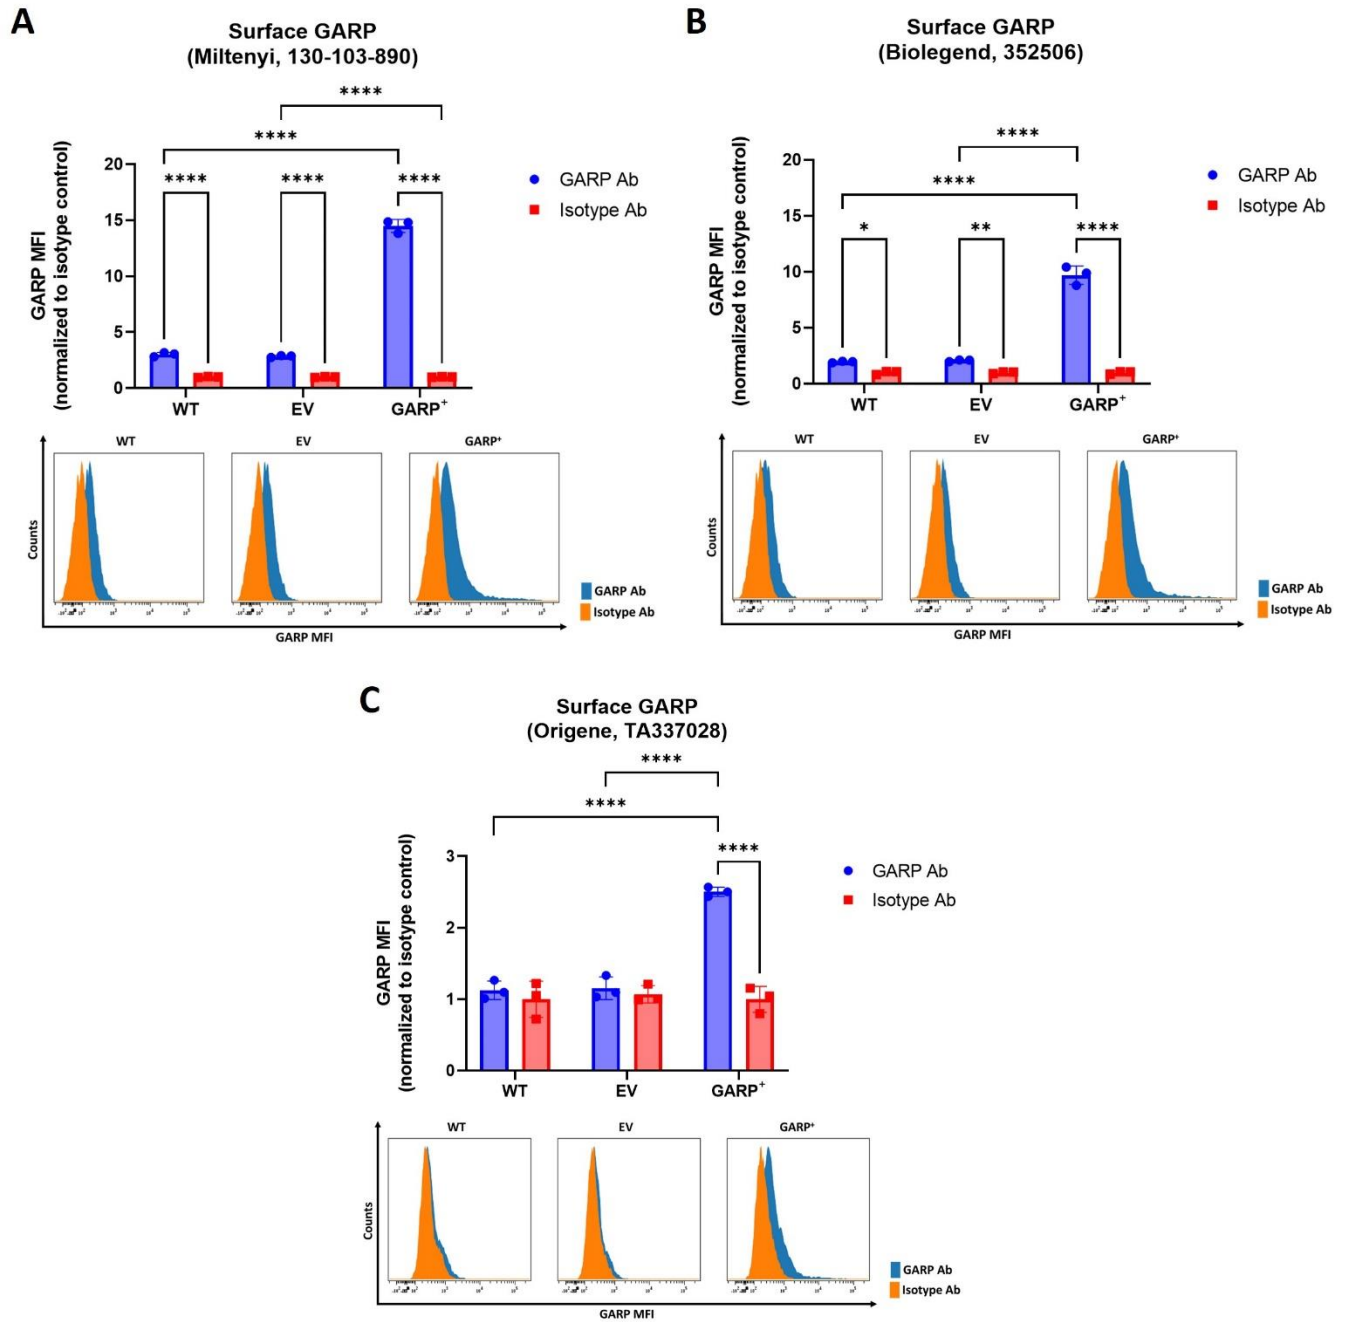 A
Surface GARP
(Miltenyi, 130-103-890)
****
****
**** **** ****
GARP MFI
(normalized to isotype control)
20
15
10
5
0
WT EV GARP+
GARP Ab
Isotype Ab
WT EV GARP+
Counts
GARP MFI
GARP Ab
Isotype Ab
B
Surface GARP
(Biolegend, 352506)
****
****
* ** ****
GARP MFI
(normalized to isotype control)
20
15
10
5
0
WT EV GARP+
GARP Ab
Isotype Ab
WT EV GARP+
Counts
GARP MFI
GARP Ab
Isotype Ab
C
Surface GARP
(Origene, TA337028)
****
****
****
GARP MFI
(normalized to isotype control)
3
2
1
0
WT EV GARP+
GARP Ab
Isotype Ab
WT EV GARP+
Counts
GARP MFI
GARP Ab
Isotype Ab